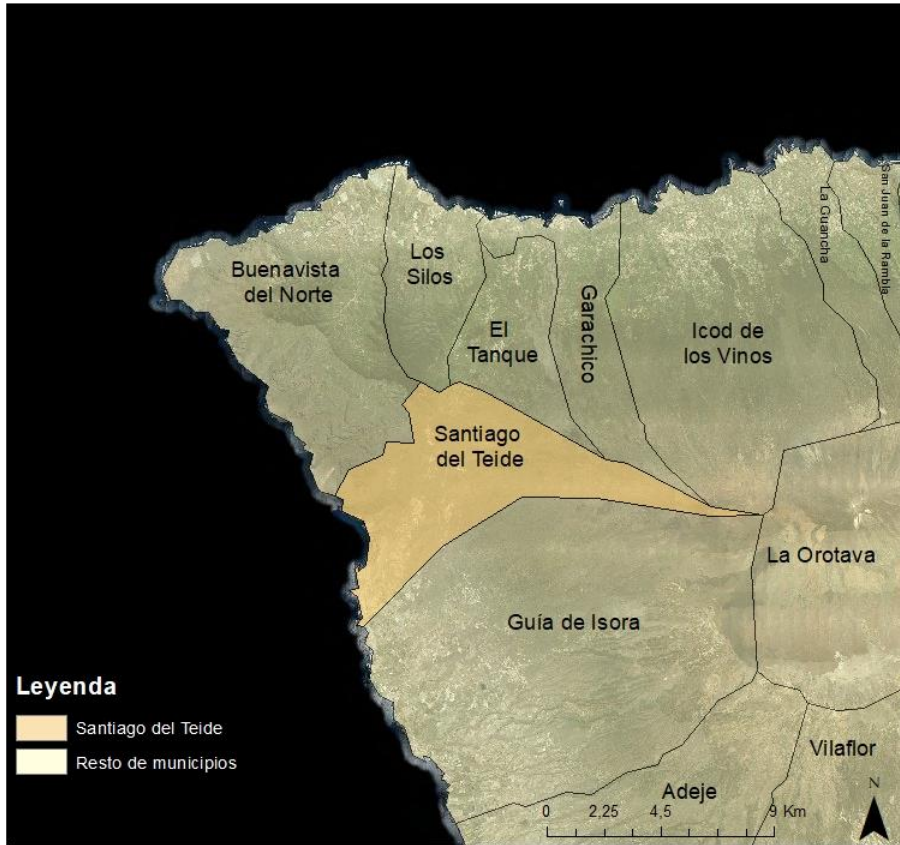 San Juan de la Rambla
La Guancha
Los
Silos
Buenavista
del Norte
Garachico
El
Tanque
Icod de
los Vinos
Santiago
del Teide
La Orotava
Guía de Isora
Leyenda
Santiago del Teide
Resto de municipios
Vilaflor
Adeje
N
0 2,25 4,5 9 Km